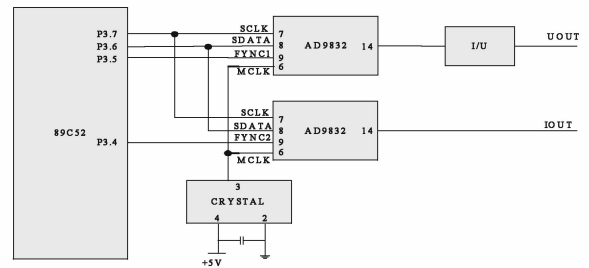 P3.7
P3.6
P3.5
89C52
P3.4
SCLK
SDATA
FYNC1
MCLK
7
8
9
6
AD9832
14
I/U
UOUT
SCLK
SDATA
FYNC2
MCLK
7
8
9
6
AD9832
14
IOUT
3
CRYSTAL
4 2
+5V